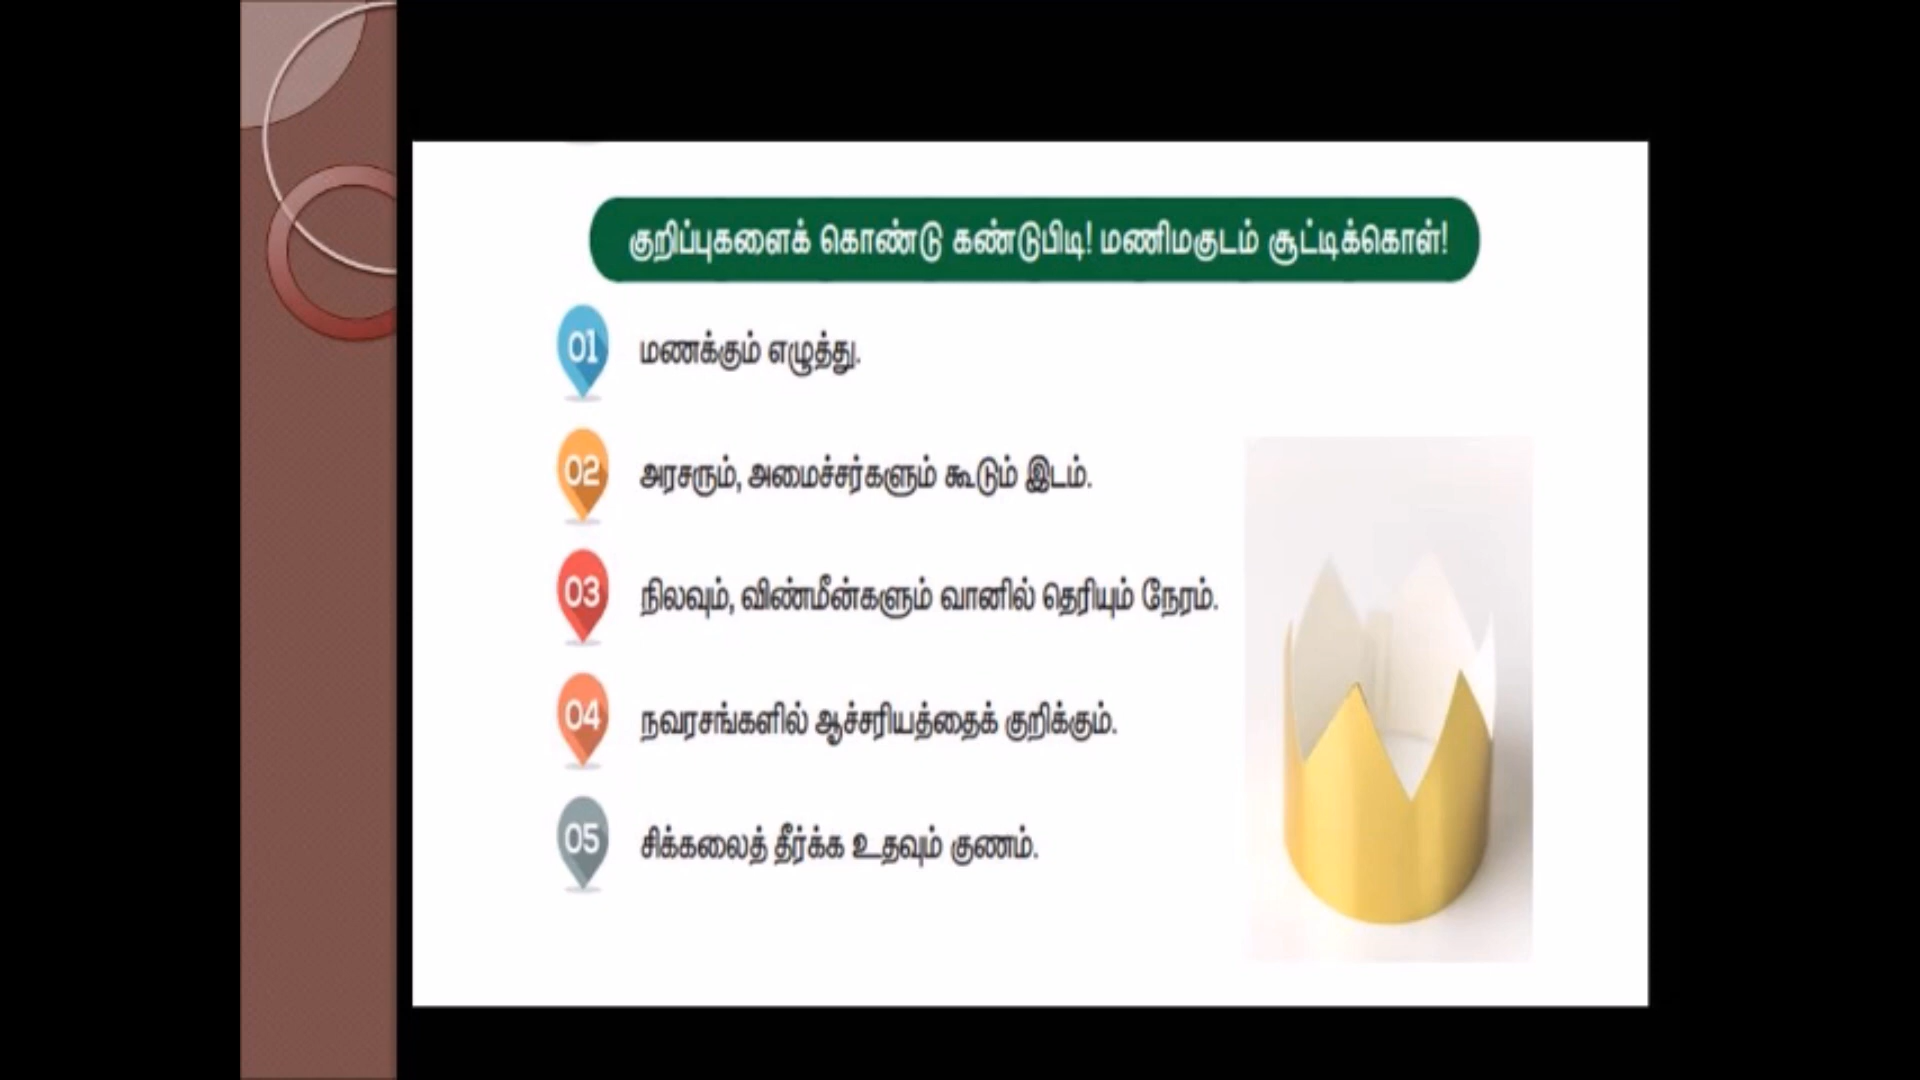 குறிப்புகளைக் கொண்டு கண்டுபிடி! மணிமகுடம் சூட்டிக்கொள்!
01 மணக்கும் எழுத்து.
02 அரசரும், அமைச்சர்களும் கூடும் இடம்.
03 நிலவும், விண்மீன்களும் வானில் தெரியும் நேரம்.
04 நவரசங்களில் ஆச்சரியத்தைக் குறிக்கும்.
05 சிக்கலைத் தீர்க்க உதவும் குணம்.